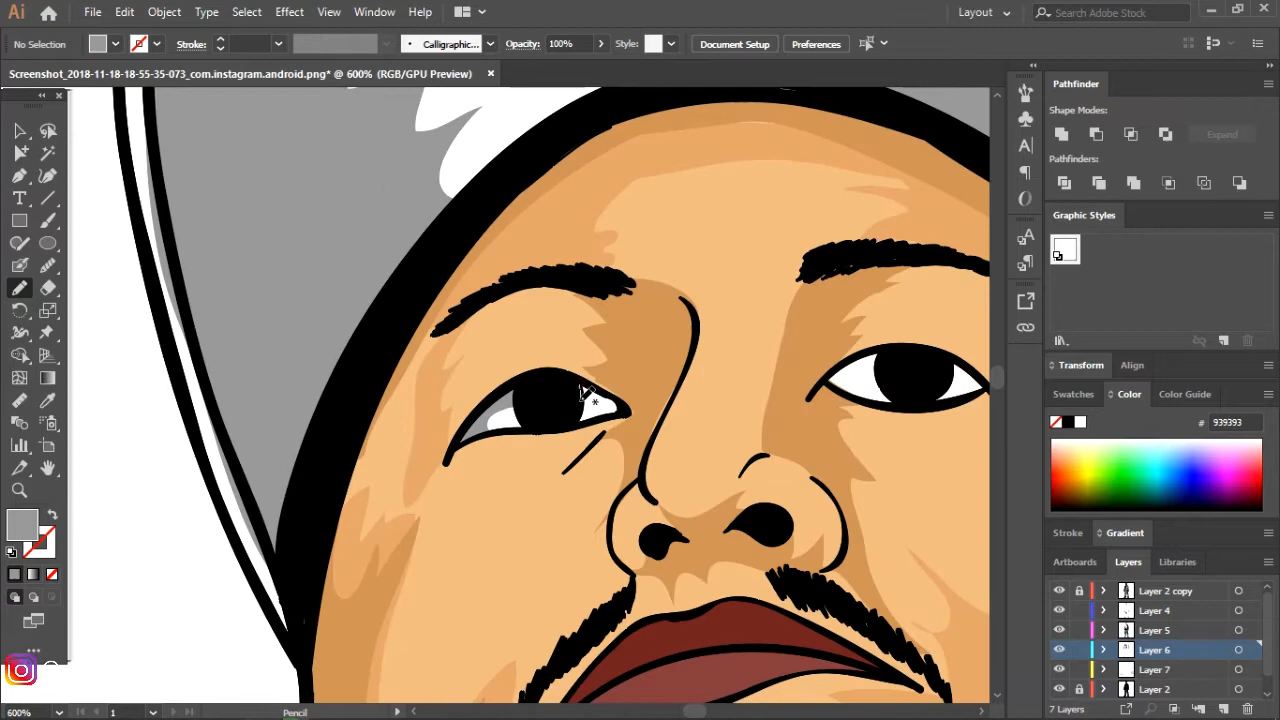 Ai File Edit Object Type Select Effect View Window Help Layout Search Adobe Stock
No Selection Stroke: Calligraphic... Opacity: 100% Style: Document Setup Preferences
Screenshot_2018-11-18-18-55-35-073_com.instagram.android.png* @ 600% (RGB/GPU Preview)
Pathfinder
Shape Modes:
Expand
Pathfinders:
Graphic Styles
Transform Align
Swatches Color Color Guide
# 939393
Stroke Gradient
Artboards Layers Libraries
Layer 2 copy
Layer 4
Layer 5
Layer 6
Layer 7
Layer 2
7 Layers
600% 1 Pencil